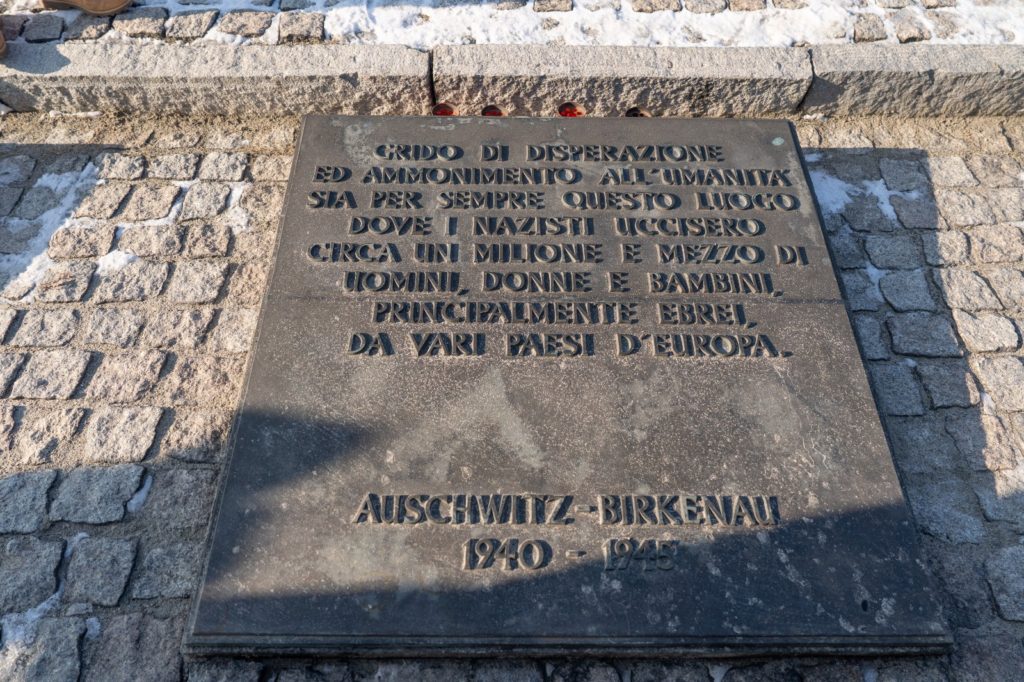 GRIDO DI DISPERAZIONE
ED AMMONIMENTO ALL'UMANITÀ
SIA PER SEMPRE QUESTO LUOGO
DOVE I NAZISTI UCCISERO
CIRCA UN MILIONE E MEZZO DI
UOMINI, DONNE E BAMBINI,
PRINCIPALMENTE EBREI,
DA VARI PAESI D'EUROPA.
AUSCHWITZ-BIRKENAU
1940 - 1945